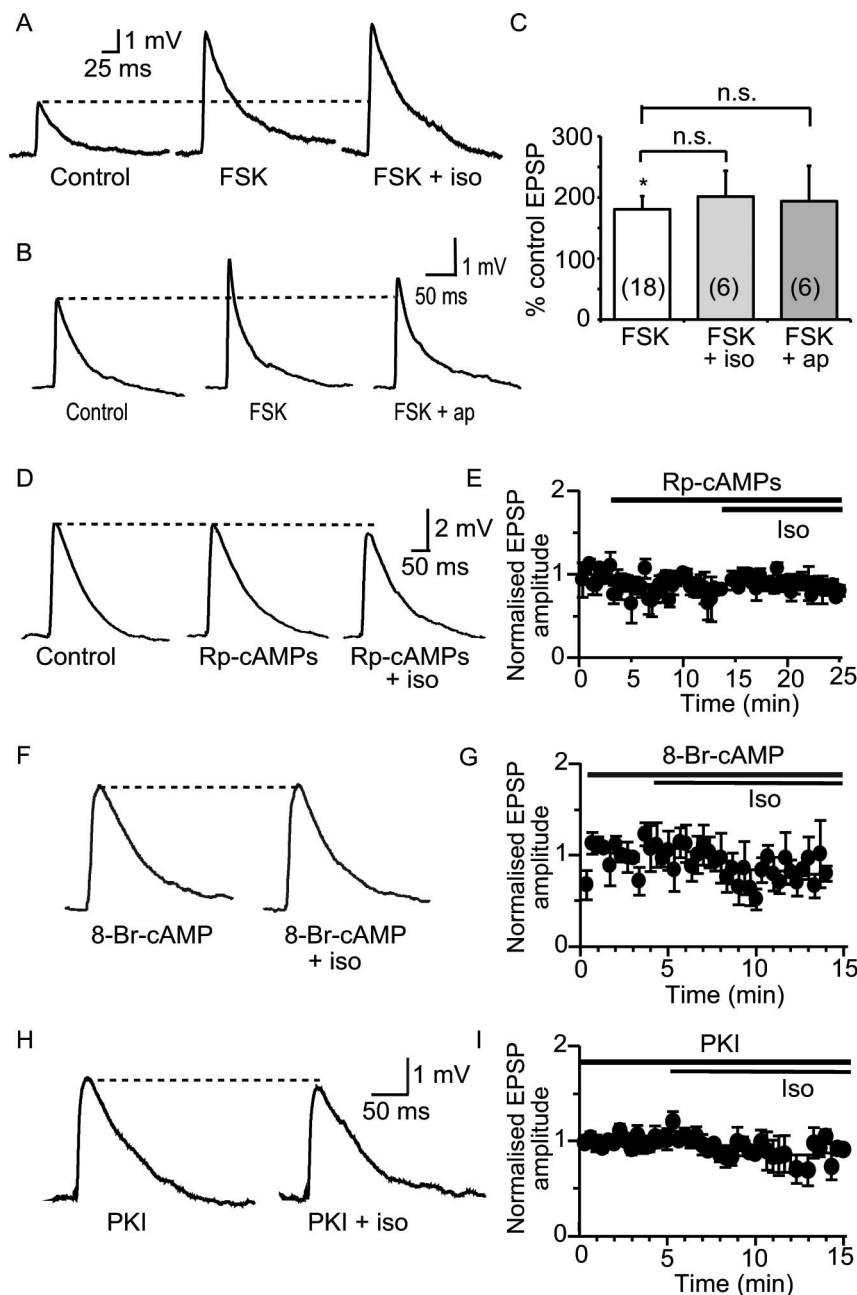 A
1 mV
25 ms
Control
FSK
FSK + iso
B
1 mV
50 ms
Control
FSK
FSK + ap
C
n.s.
n.s.
% control EPSP
300
200
100
0
*
(18)
(6)
(6)
FSK
FSK
+ iso
FSK
+ ap
D
2 mV
50 ms
Control
Rp-cAMPs
Rp-cAMPs
+ iso
E
Rp-cAMPs
Iso
Normalised EPSP
amplitude
2
1
0
0
5
10
15
20
25
Time (min)
F
8-Br-cAMP
8-Br-cAMP
+ iso
G
8-Br-cAMP
Iso
Normalised EPSP
amplitude
2
1
0
0
5
10
15
Time (min)
H
1 mV
50 ms
PKI
PKI + iso
I
PKI
Iso
Normalised EPSP
amplitude
2
1
0
0
5
10
15
Time (min)